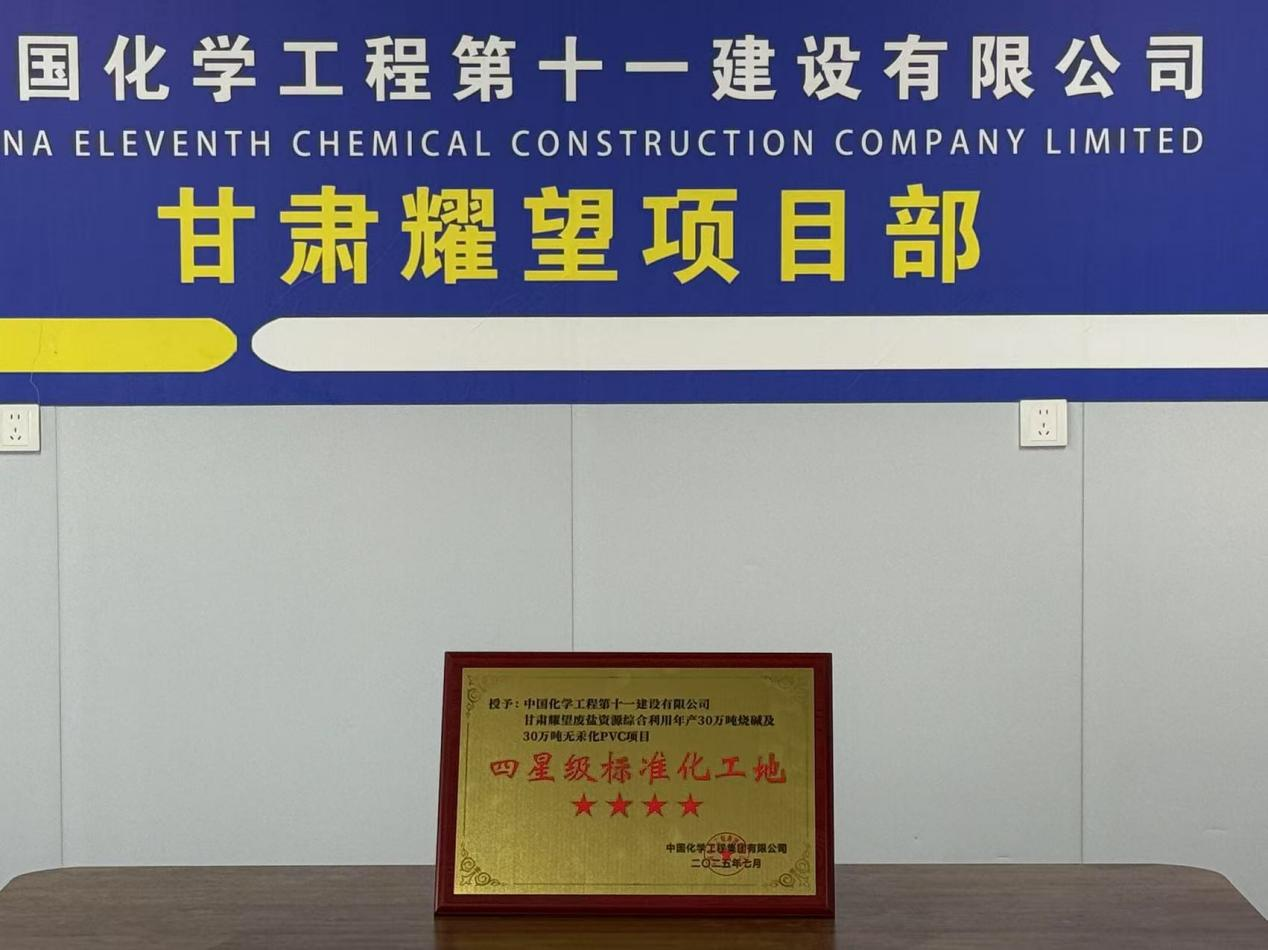 国化学工程第十一建设有限公司
NA ELEVENTH CHEMICAL CONSTRUCTION COMPANY LIMITED
甘肃耀望项目部
授予：中国化学工程第十一建设有限公司
甘肃耀望废盐资源综合利用年产30万吨烧碱及
30万吨无汞化PVC项目
四星级标准化工地
★★★★
中国化学工程集团有限公司
二〇二五年七月